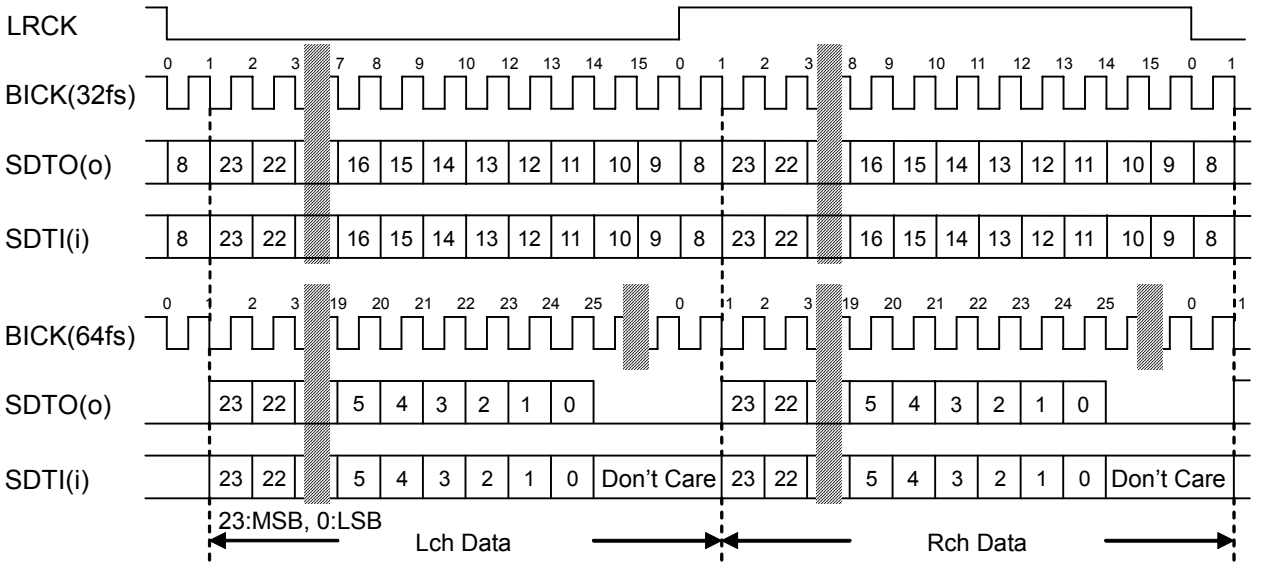 LRCK
0 1 2 3 7 8 9 10 12 13 14 15 0 1 2 3 8 9 10 11 12 13 14 15 0 1
BICK(32fs)
SDTO(o) 8 23 22 16 15 14 13 12 11 10 9 8 23 22 16 15 14 13 12 11 10 9 8
SDTI(i) 8 23 22 16 15 14 13 12 11 10 9 8 23 22 16 15 14 13 12 11 10 9 8
0 1 2 3 19 20 21 22 23 24 25 0 1 2 3 19 20 21 22 23 24 25 0 1
BICK(64fs)
SDTO(o) 23 22 5 4 3 2 1 0 23 22 5 4 3 2 1 0
SDTI(i) 23 22 5 4 3 2 1 0 Don't Care 23 22 5 4 3 2 1 0 Don't Care
23:MSB, 0:LSB
Lch Data Rch Data